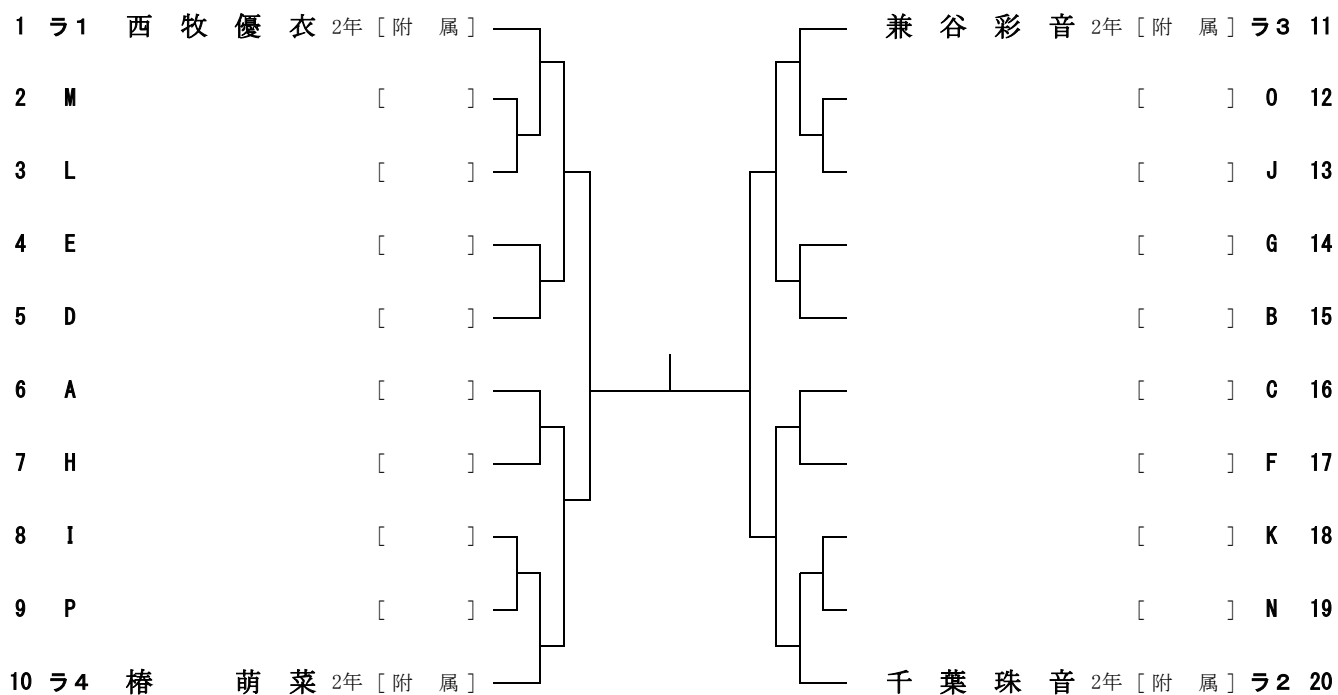 1 ラ1 西牧優衣 2年 [附 属] 兼谷彩音 2年 [附 属] ラ3 11
2 M [ ] [ ] O 12
3 L [ ] [ ] J 13
4 E [ ] [ ] G 14
5 D [ ] [ ] B 15
6 A [ ] [ ] C 16
7 H [ ] [ ] F 17
8 I [ ] [ ] K 18
9 P [ ] [ ] N 19
10 ラ4 椿 萌菜 2年 [附 属] 千葉珠音 2年 [附 属] ラ2 20